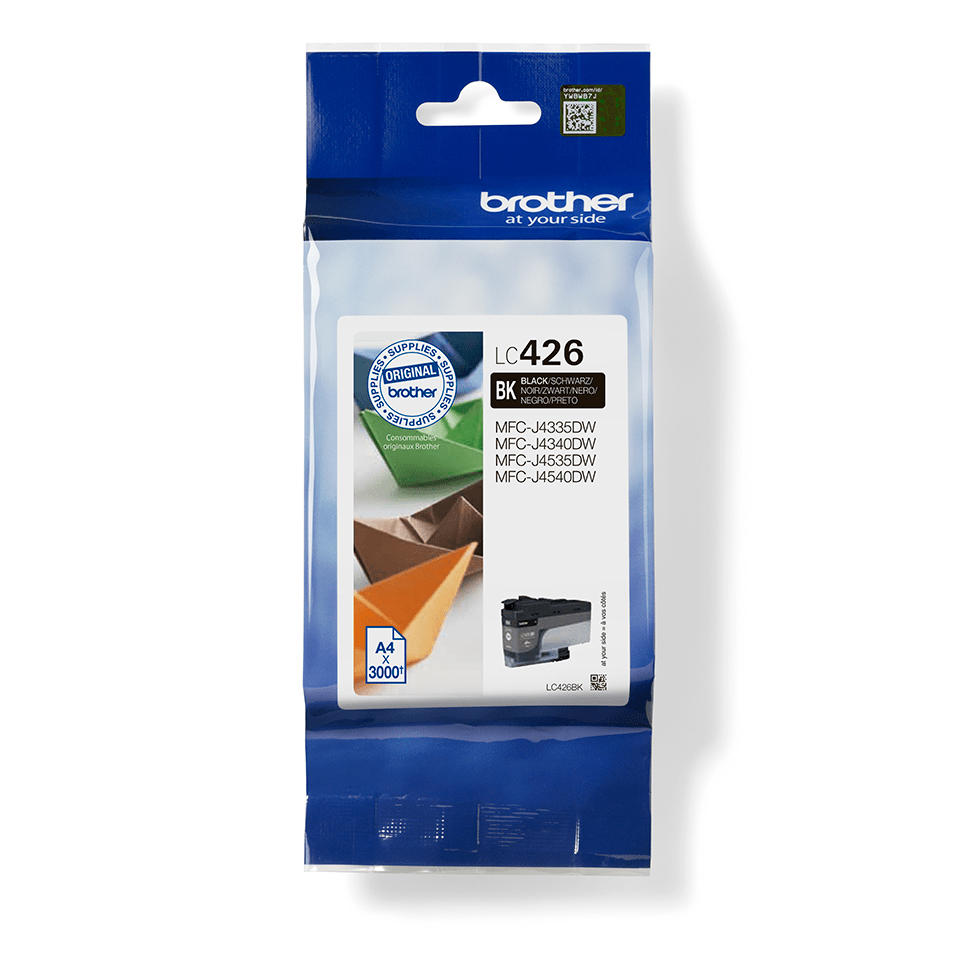 brother.com/id/
YWBWB7J
brother
at your side
SUPPLIES • SUPPLIES • SUPPLIES • SUPPLIES •
ORIGINAL
brother
Consommables
originaux Brother
LC426
BK BLACK/SCHWARZ/
NOIR/ZWART/NERO/
NEGRO/PRETO
MFC-J4335DW
MFC-J4340DW
MFC-J4535DW
MFC-J4540DW
A4
x
3000†
at your side = à vos côtés
LC426BK